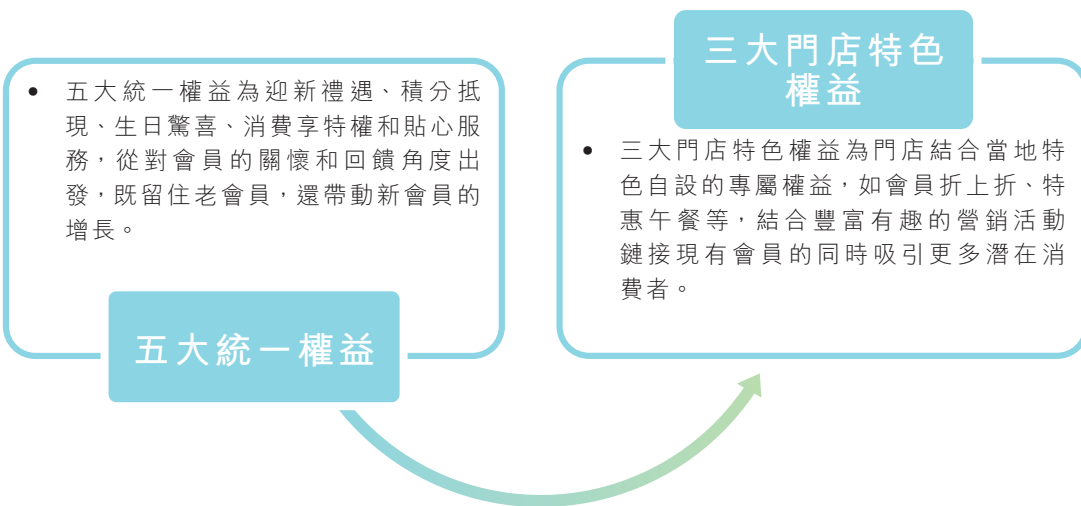 • 五大統一權益為迎新禮遇、積分抵
現、生日驚喜、消費享特權和貼心服
務，從對會員的關懷和回饋角度出
發，既留住老會員，還帶動新會員的
增長。
五大統一權益
三大門店特色
權益
• 三大門店特色權益為門店結合當地特
色自設的專屬權益，如會員折上折、特
惠午餐等，結合豐富有趣的營銷活動
鏈接現有會員的同時吸引更多潛在消
費者。